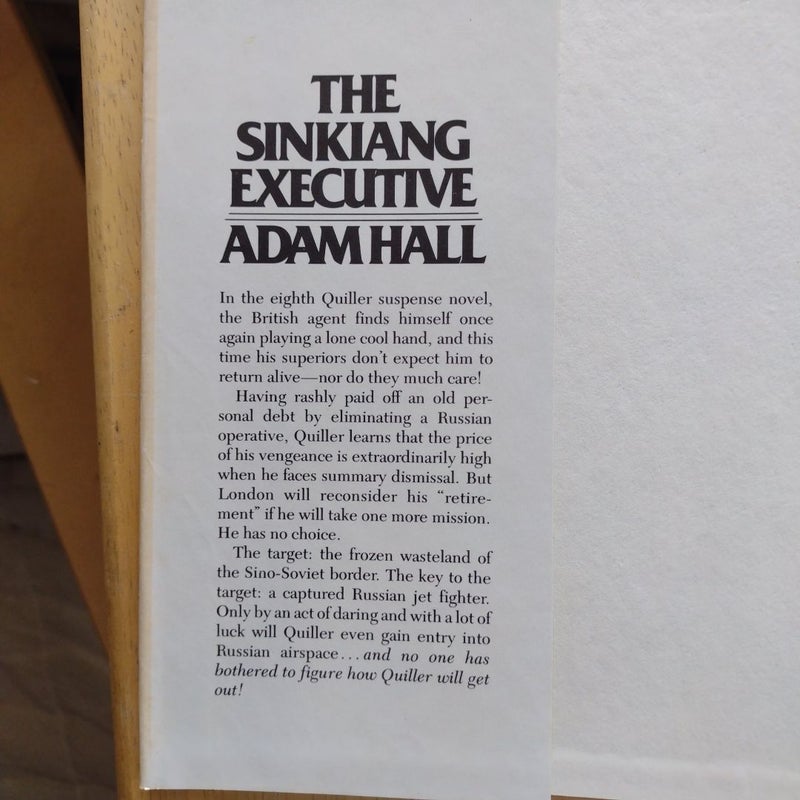 THE
SINKIANG
EXECUTIVE
ADAM HALL
In the eighth Quiller suspense novel,
the British agent finds himself once
again playing a lone cool hand, and this
time his superiors don't expect him to
return alive—nor do they much care!
Having rashly paid off an old per-
sonal debt by eliminating a Russian
operative, Quiller learns that the price
of his vengeance is extraordinarily high
when he faces summary dismissal. But
London will reconsider his “retire-
ment” if he will take one more mission.
He has no choice.
The target: the frozen wasteland of
the Sino-Soviet border. The key to the
target: a captured Russian jet fighter.
Only by an act of daring and with a lot of
luck will Quiller even gain entry into
Russian airspace...and no one has
bothered to figure how Quiller will get
out!